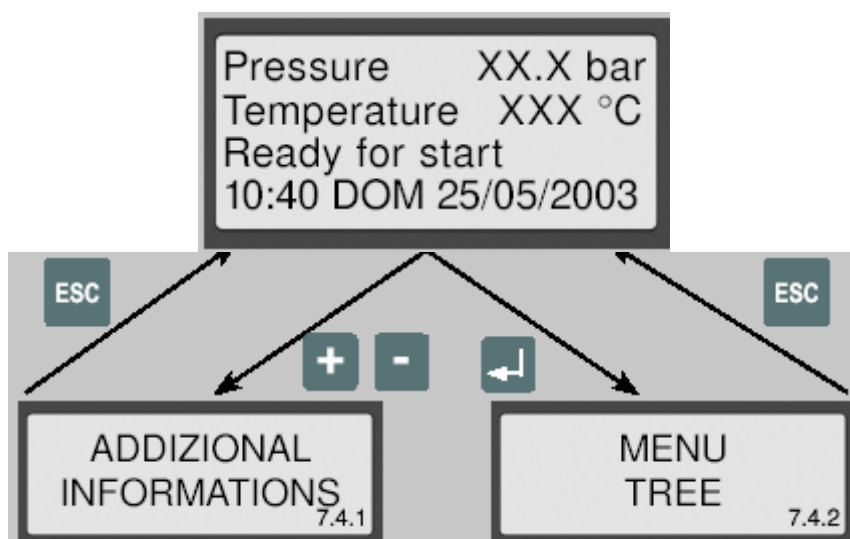 Pressure XX.X bar
Temperature XXX °C
Ready for start
10:40 DOM 25/05/2003
ESC
ESC
+ -
ADDIZIONAL
INFORMATIONS
7.4.1
MENU
TREE
7.4.2